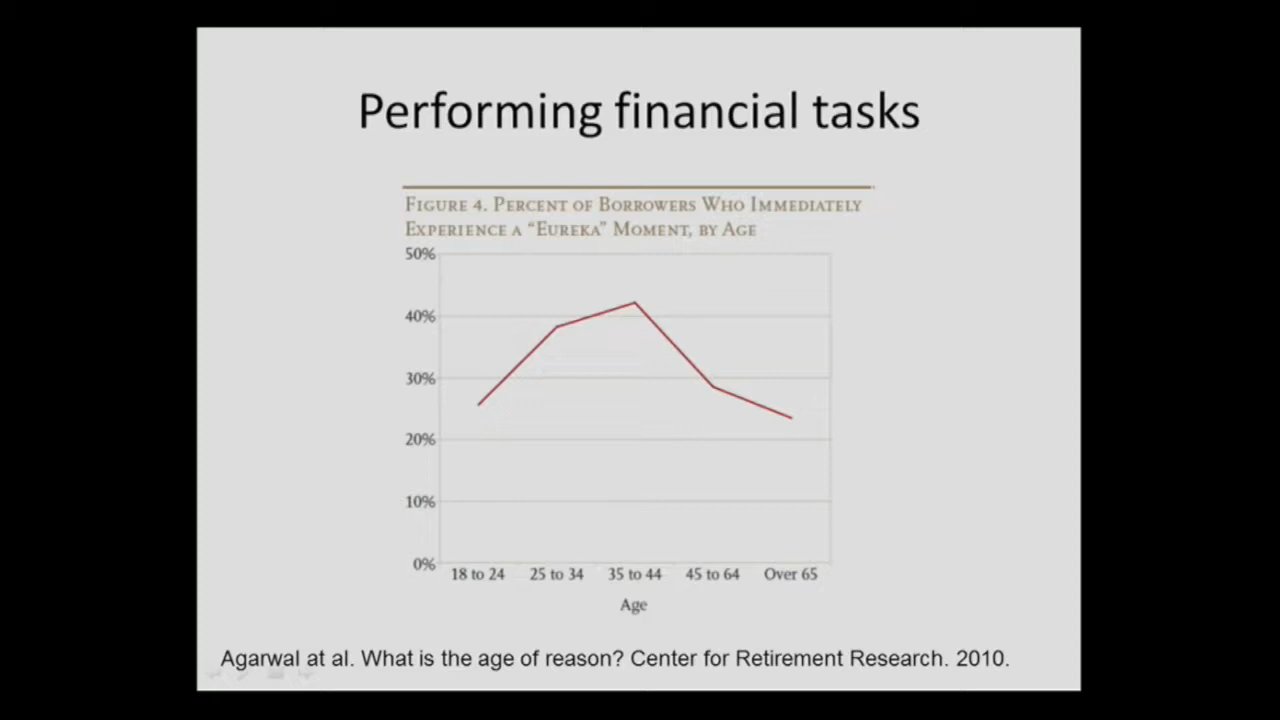 Performing financial tasks
FIGURE 4. PERCENT OF BORROWERS WHO IMMEDIATELY
EXPERIENCE A “EUREKA” MOMENT, BY AGE
50%
40%
30%
20%
10%
0%
18 to 24 25 to 34 35 to 44 45 to 64 Over 65
Age
Agarwal at al. What is the age of reason? Center for Retirement Research. 2010.